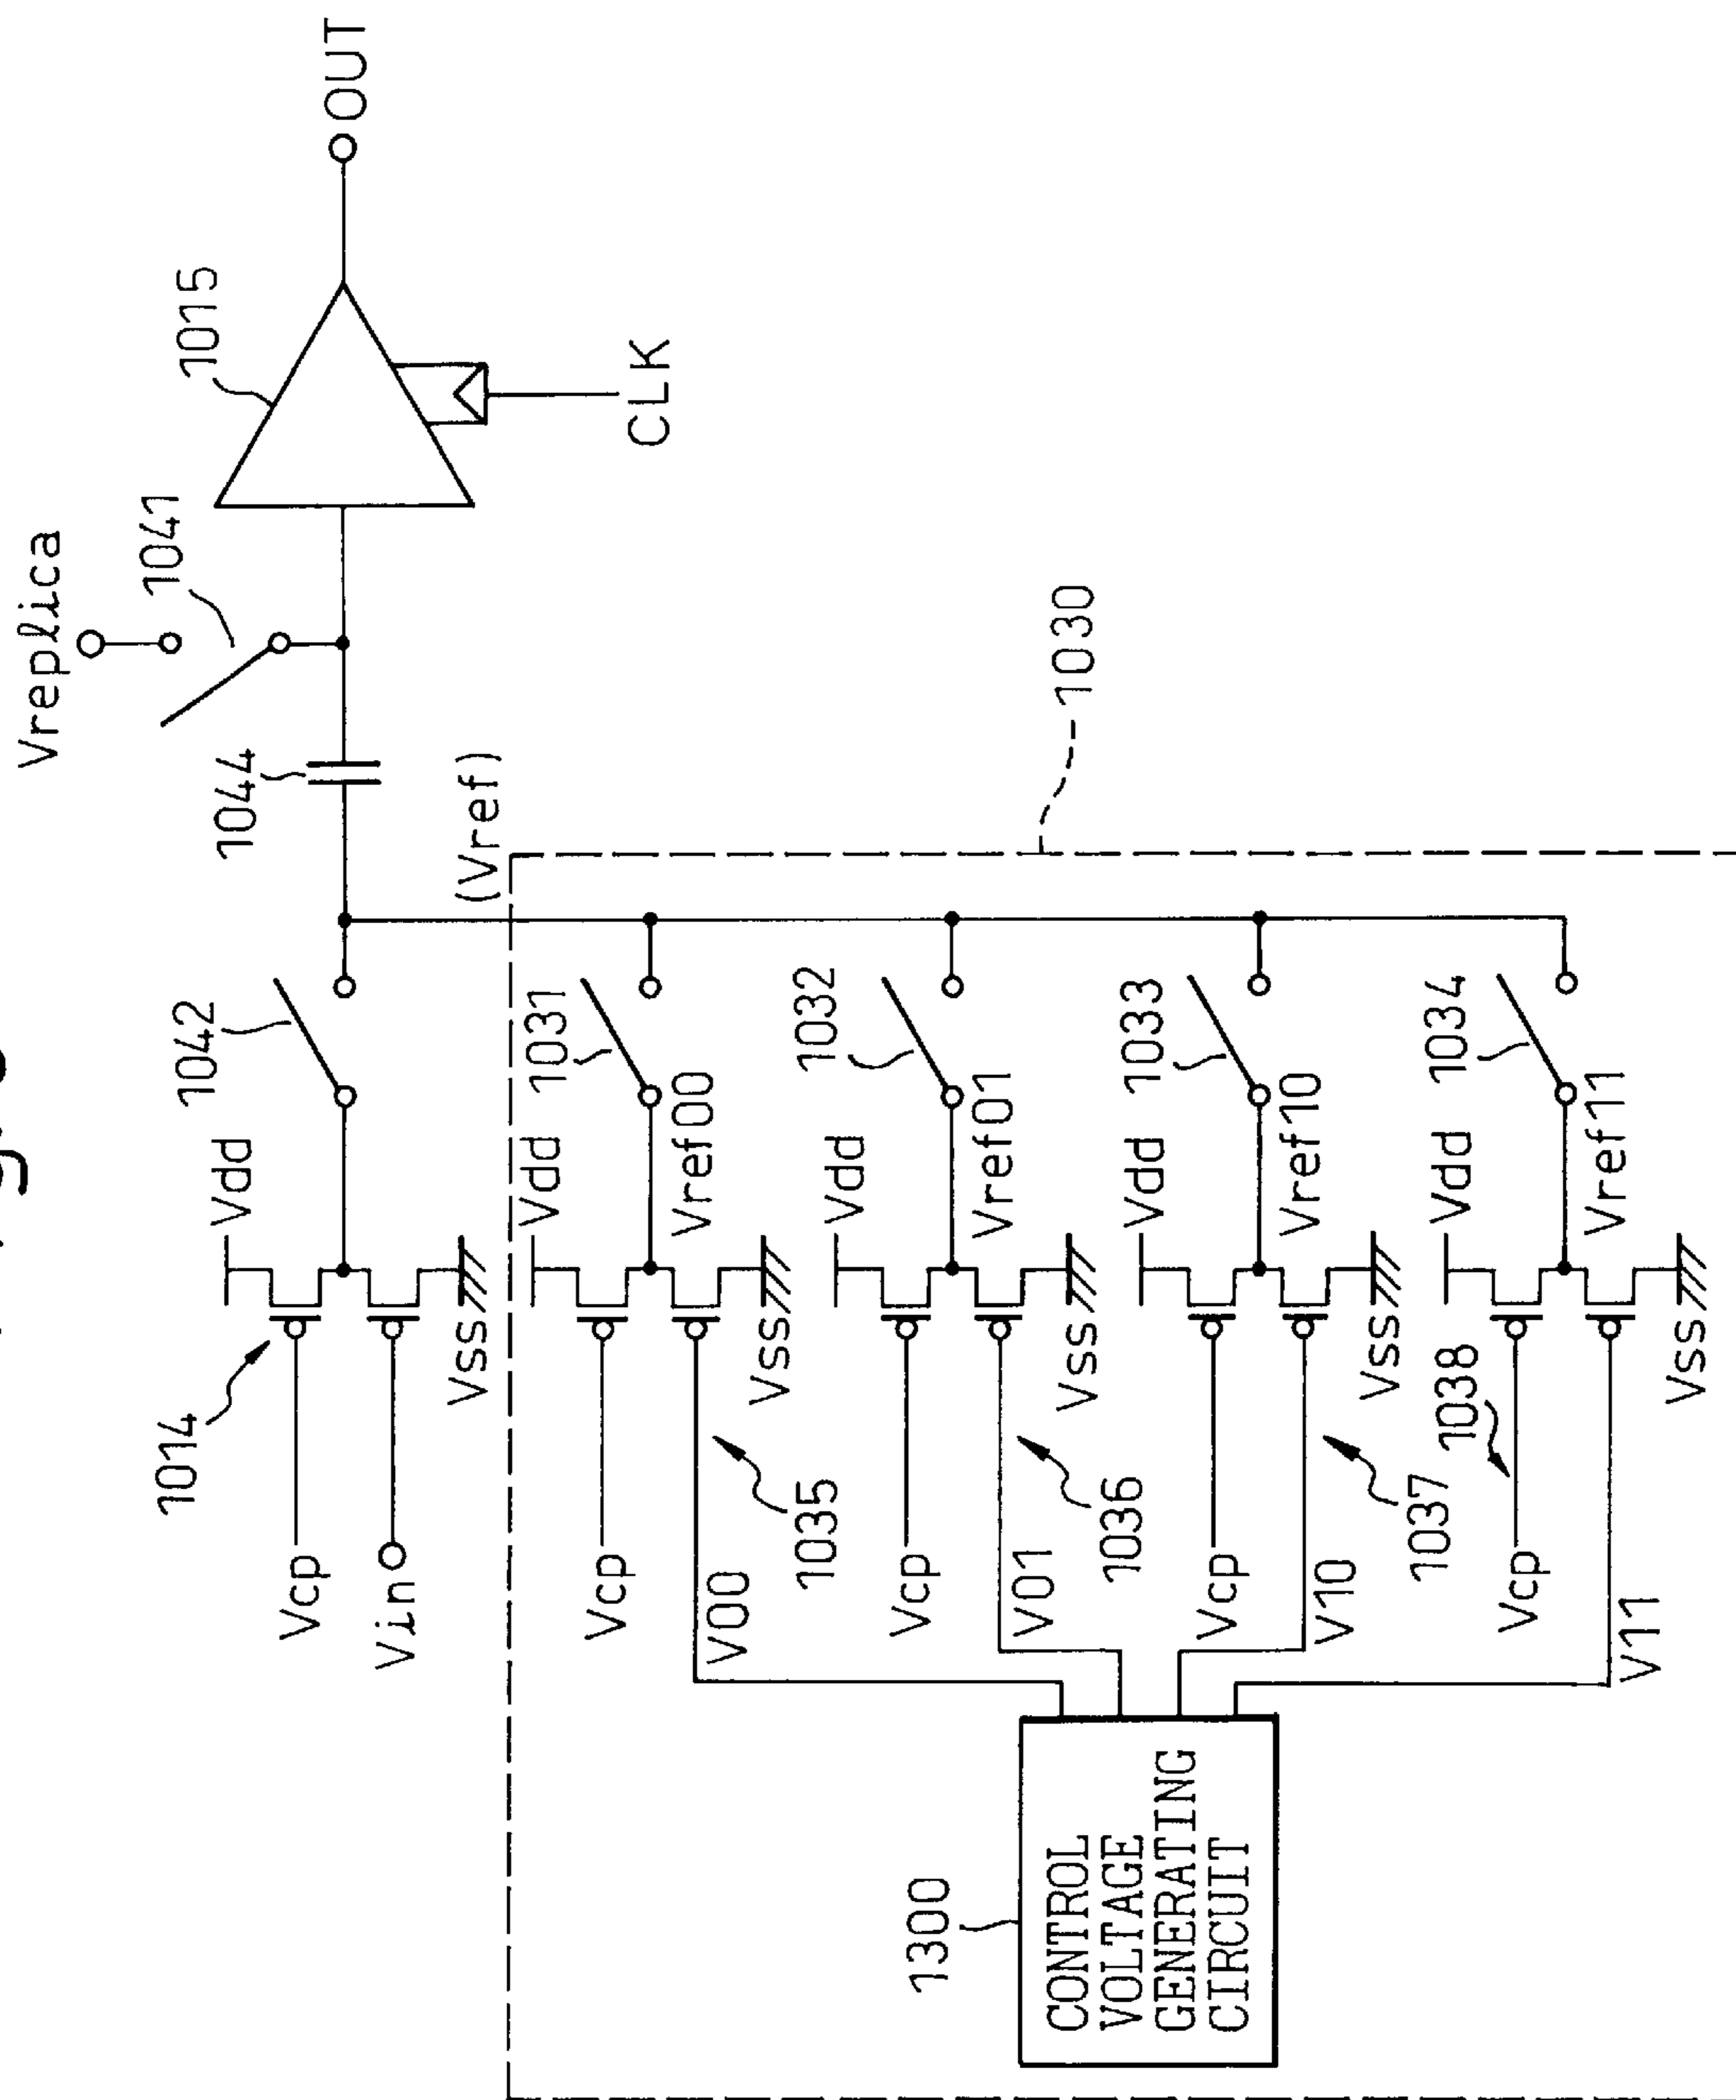 Vreplica
1041
1015
OUT
CLK
1044
(Vref)
1042
Vdd
1014
Vcp
Vin
Vss
1030
1031
Vdd
Vref00
Vcp
V00
Vss
1035
1032
Vdd
Vref01
Vcp
V01
Vss
1036
1033
Vdd
Vref10
Vcp
V10
Vss
1037
1034
Vdd
Vref11
1038
Vcp
V11
Vss
1300
CONTROL
VOLTAGE
GENERATING
CIRCUIT